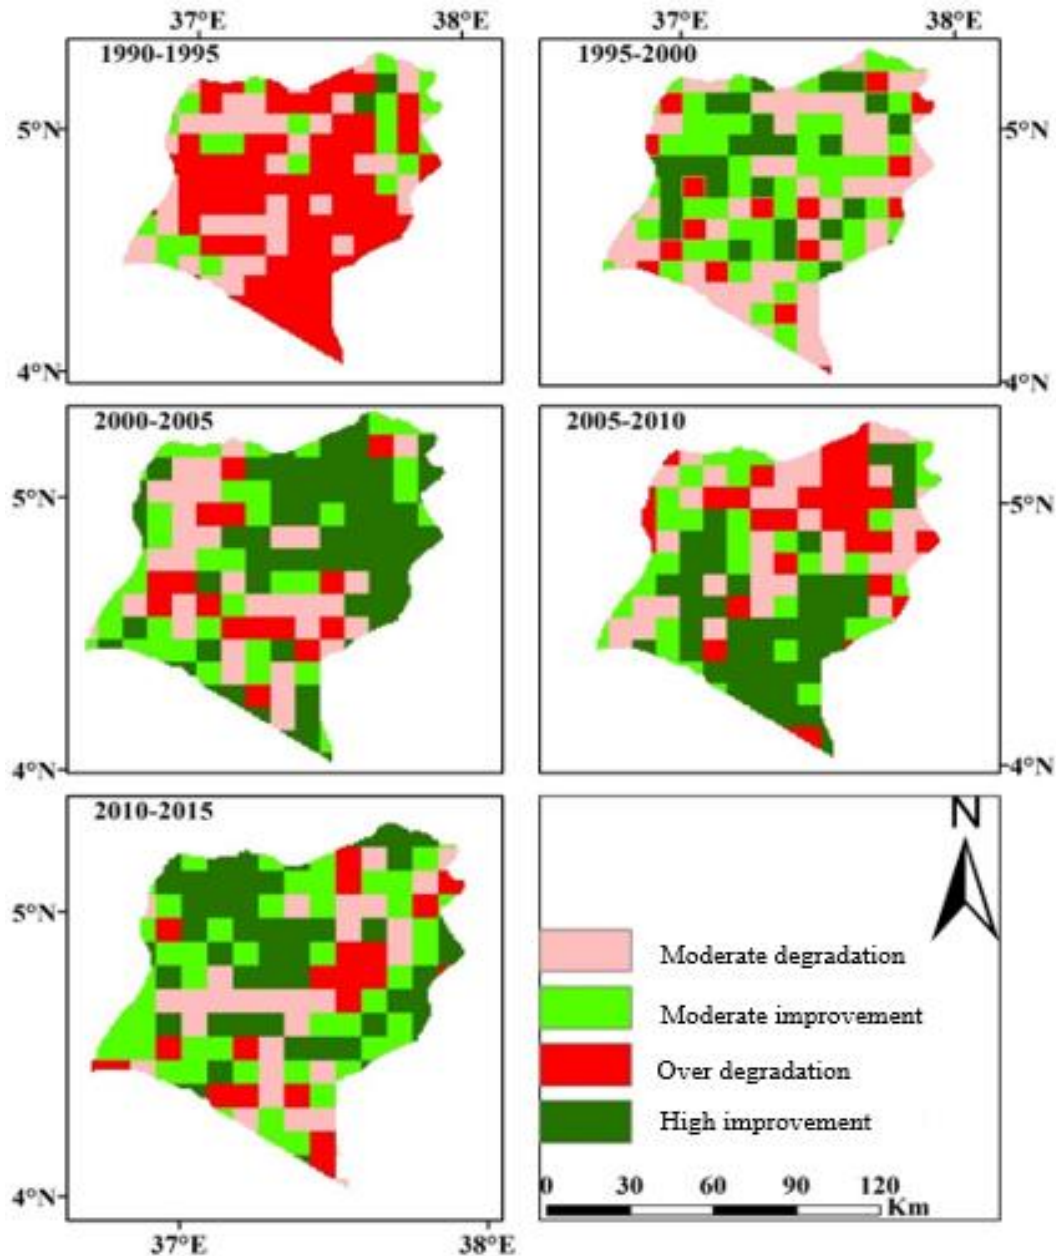 37°E 38°E 37°E 38°E
1990-1995 1995-2000
5°N 5°N
4°N 4°N
2000-2005 2005-2010
5°N 5°N
4°N 4°N
2010-2015
N
5°N
Moderate degradation
Moderate improvement
Over degradation
High improvement
4°N
0 30 60 90 120
Km
37°E 38°E